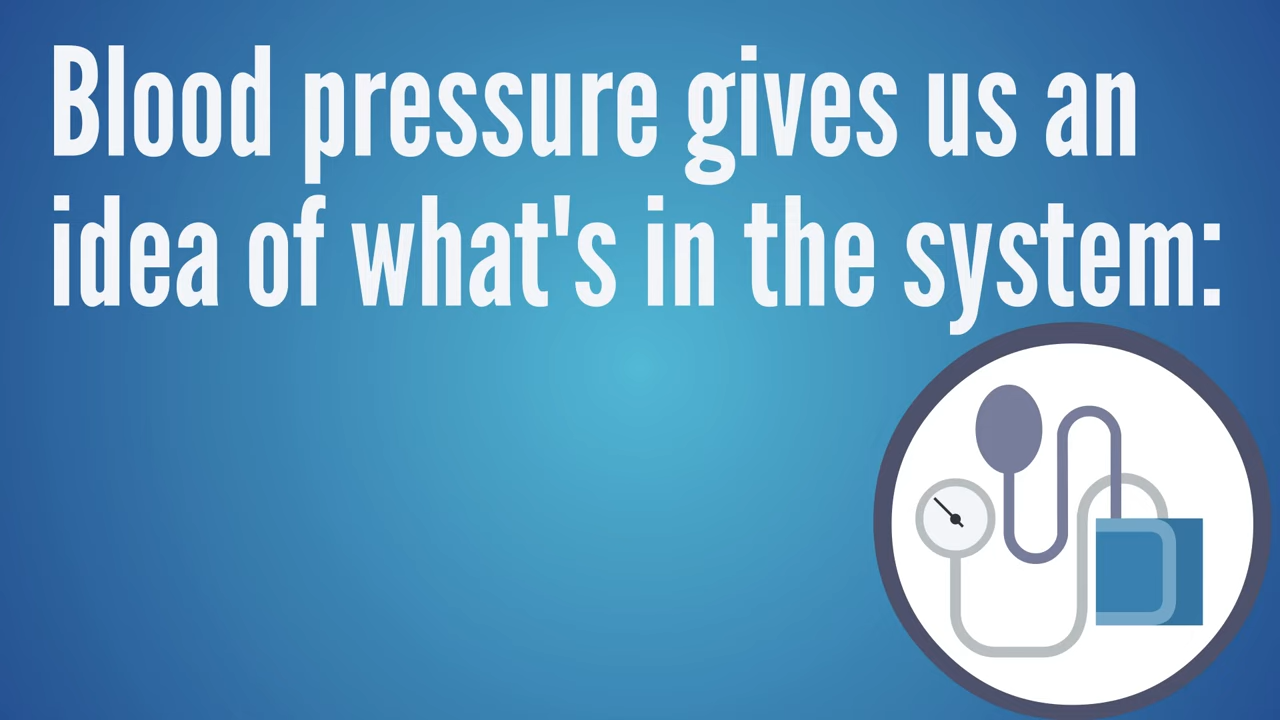 Blood pressure gives us an
idea of what's in the system: